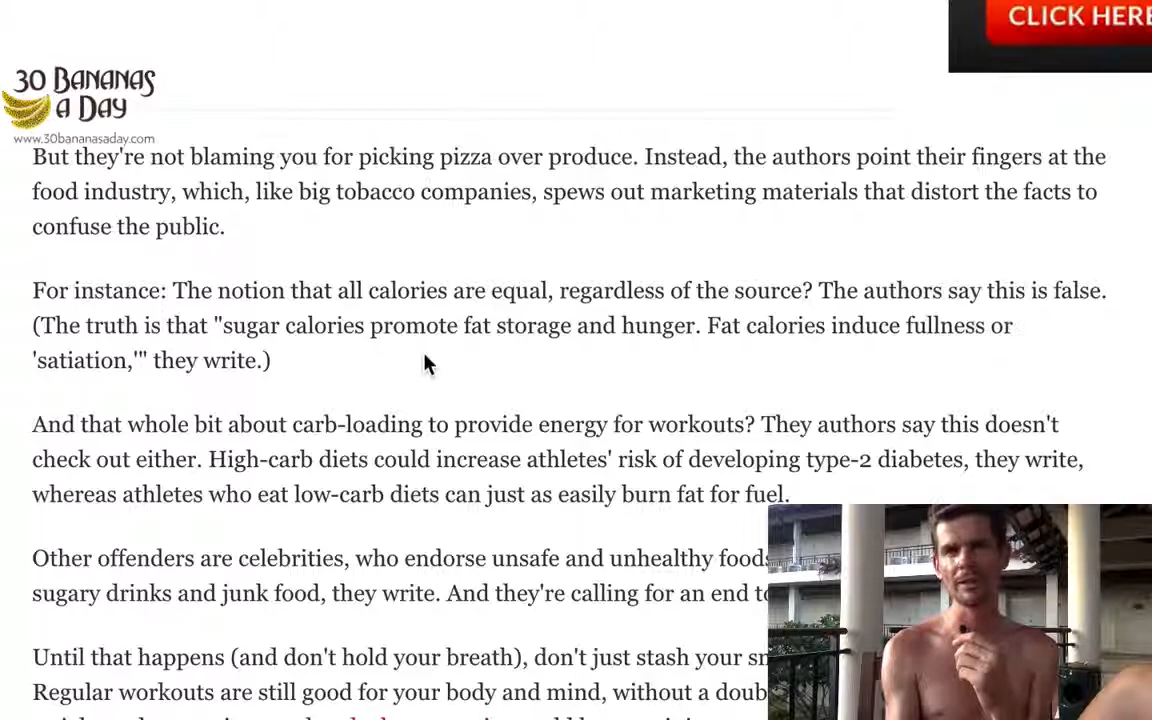 CLICK HERE
30 BANANAS
a DAY
www.30bananasaday.com
But they're not blaming you for picking pizza over produce. Instead, the authors point their fingers at the
food industry, which, like big tobacco companies, spews out marketing materials that distort the facts to
confuse the public.
For instance: The notion that all calories are equal, regardless of the source? The authors say this is false.
(The truth is that "sugar calories promote fat storage and hunger. Fat calories induce fullness or
'satiation,'" they write.)
And that whole bit about carb-loading to provide energy for workouts? They authors say this doesn't
check out either. High-carb diets could increase athletes' risk of developing type-2 diabetes, they write,
whereas athletes who eat low-carb diets can just as easily burn fat for fuel.
Other offenders are celebrities, who endorse unsafe and unhealthy foods
sugary drinks and junk food, they write. And they're calling for an end
Until that happens (and don't hold your breath), don't just stash your
Regular workouts are still good for your body and mind, without a